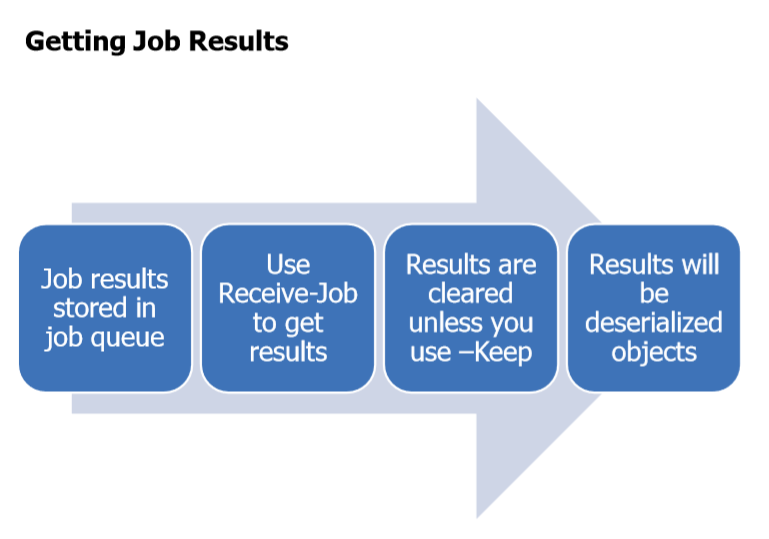 Getting Job Results
Job results
stored in
job queue
Use
Receive-Job
to get
results
Results are
cleared
unless you
use –Keep
Results will
be
deserialized
objects